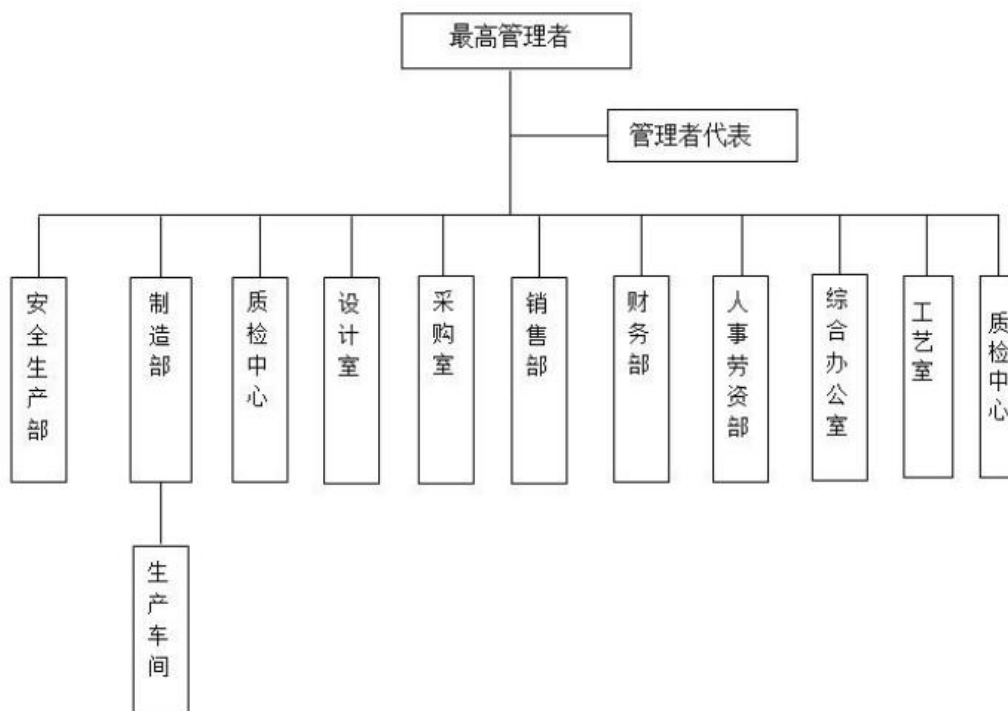 最高管理者
管理者代表
安全生产部
制造部
质检中心
设计室
采购室
销售部
财务部
人事劳资部
综合办公室
工艺室
质检中心
生产车间